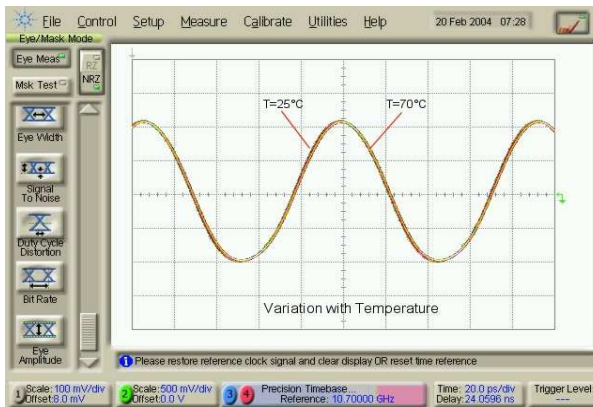 File Control Setup Measure Calibrate Utilities Help 20 Feb 2004 07:28
Eye/Mask Mode
Eye Meas
RZ
NRZ
Msk Test
Eye Width
Signal
To Noise
Duty Cycle
Distortion
Bit Rate
Eye
Amplitude
T=25°C
T=70°C
Variation with Temperature
Please restore reference clock signal and clear display OR reset time reference
1 Scale: 100 mV/div
Offset: 8.0 mV
2 Scale: 500 mV/div
Offset: 0.0 V
3 4 Precision Timebase...
Reference: 10.70000 GHz
Time: 20.0 ps/div
Delay: 24.0596 ns
Trigger Level
---